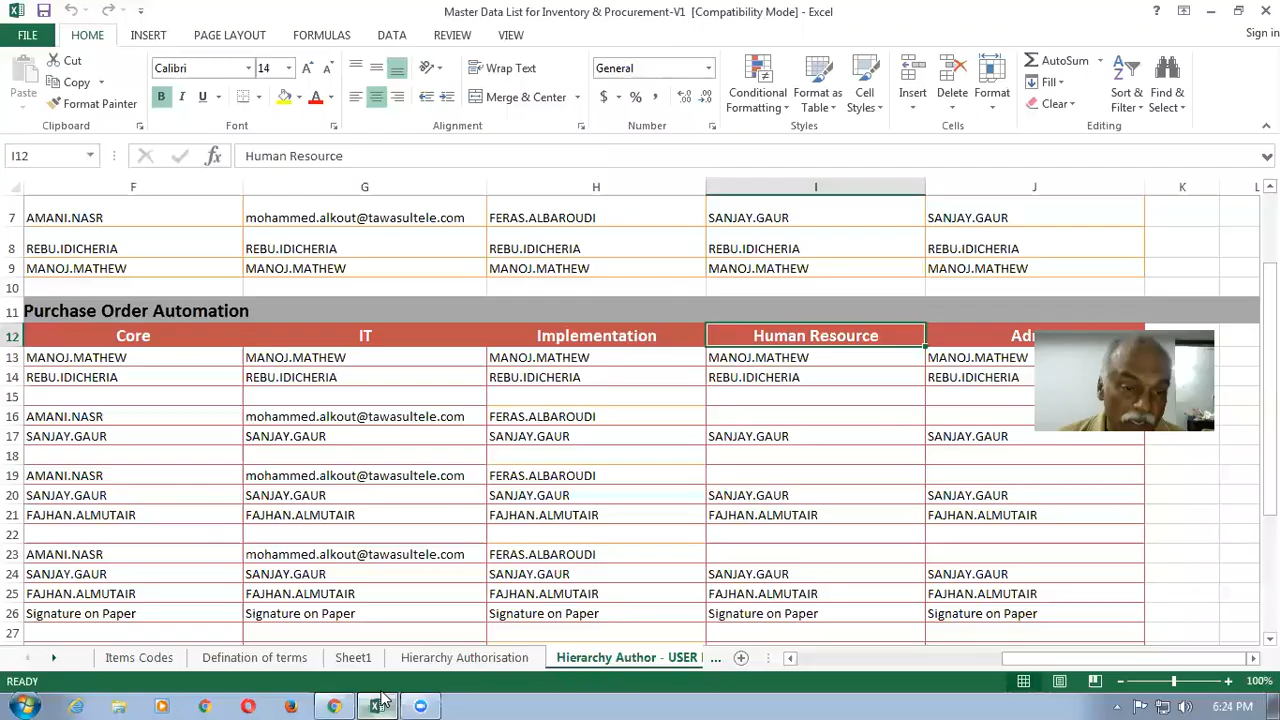 Master Data List for Inventory & Procurement-V1 [Compatibility Mode] - Excel
Sign in
FILE HOME INSERT PAGE LAYOUT FORMULAS DATA REVIEW VIEW
Paste
Cut
Copy
Format Painter
Clipboard
Calibri 14
B I U
Font
Wrap Text
Merge & Center
Alignment
General
$ % ,
Number
Conditional Formatting
Format as Table
Cell Styles
Styles
Insert
Delete
Format
Cells
AutoSum
Fill
Clear
Sort & Filter
Find & Select
Editing
I12 fx Human Resource
F G H I J K L
7 AMANI.NASR mohammed.alkout@tawasultele.com FERAS.ALBAROUDI SANJAY.GAUR SANJAY.GAUR
8 REBU.IDICHERIA REBU.IDICHERIA REBU.IDICHERIA REBU.IDICHERIA REBU.IDICHERIA
9 MANOJ.MATHEW MANOJ.MATHEW MANOJ.MATHEW MANOJ.MATHEW MANOJ.MATHEW
10
11 Purchase Order Automation
12 Core IT Implementation Human Resource Ad
13 MANOJ.MATHEW MANOJ.MATHEW MANOJ.MATHEW MANOJ.MATHEW MANOJ.MATHEW
14 REBU.IDICHERIA REBU.IDICHERIA REBU.IDICHERIA REBU.IDICHERIA REBU.IDICHERIA
15
16 AMANI.NASR mohammed.alkout@tawasultele.com FERAS.ALBAROUDI
17 SANJAY.GAUR SANJAY.GAUR SANJAY.GAUR SANJAY.GAUR SANJAY.GAUR
18
19 AMANI.NASR mohammed.alkout@tawasultele.com FERAS.ALBAROUDI
20 SANJAY.GAUR SANJAY.GAUR SANJAY.GAUR SANJAY.GAUR SANJAY.GAUR
21 FAJHAN.ALMUTAIR FAJHAN.ALMUTAIR FAJHAN.ALMUTAIR FAJHAN.ALMUTAIR FAJHAN.ALMUTAIR
22
23 AMANI.NASR mohammed.alkout@tawasultele.com FERAS.ALBAROUDI
24 SANJAY.GAUR SANJAY.GAUR SANJAY.GAUR SANJAY.GAUR SANJAY.GAUR
25 FAJHAN.ALMUTAIR FAJHAN.ALMUTAIR FAJHAN.ALMUTAIR FAJHAN.ALMUTAIR FAJHAN.ALMUTAIR
26 Signature on Paper Signature on Paper Signature on Paper Signature on Paper Signature on Paper
27
Items Codes Defination of terms Sheet1 Hierarchy Authorisation Hierarchy Author - USER ...
READY 100%
6:24 PM